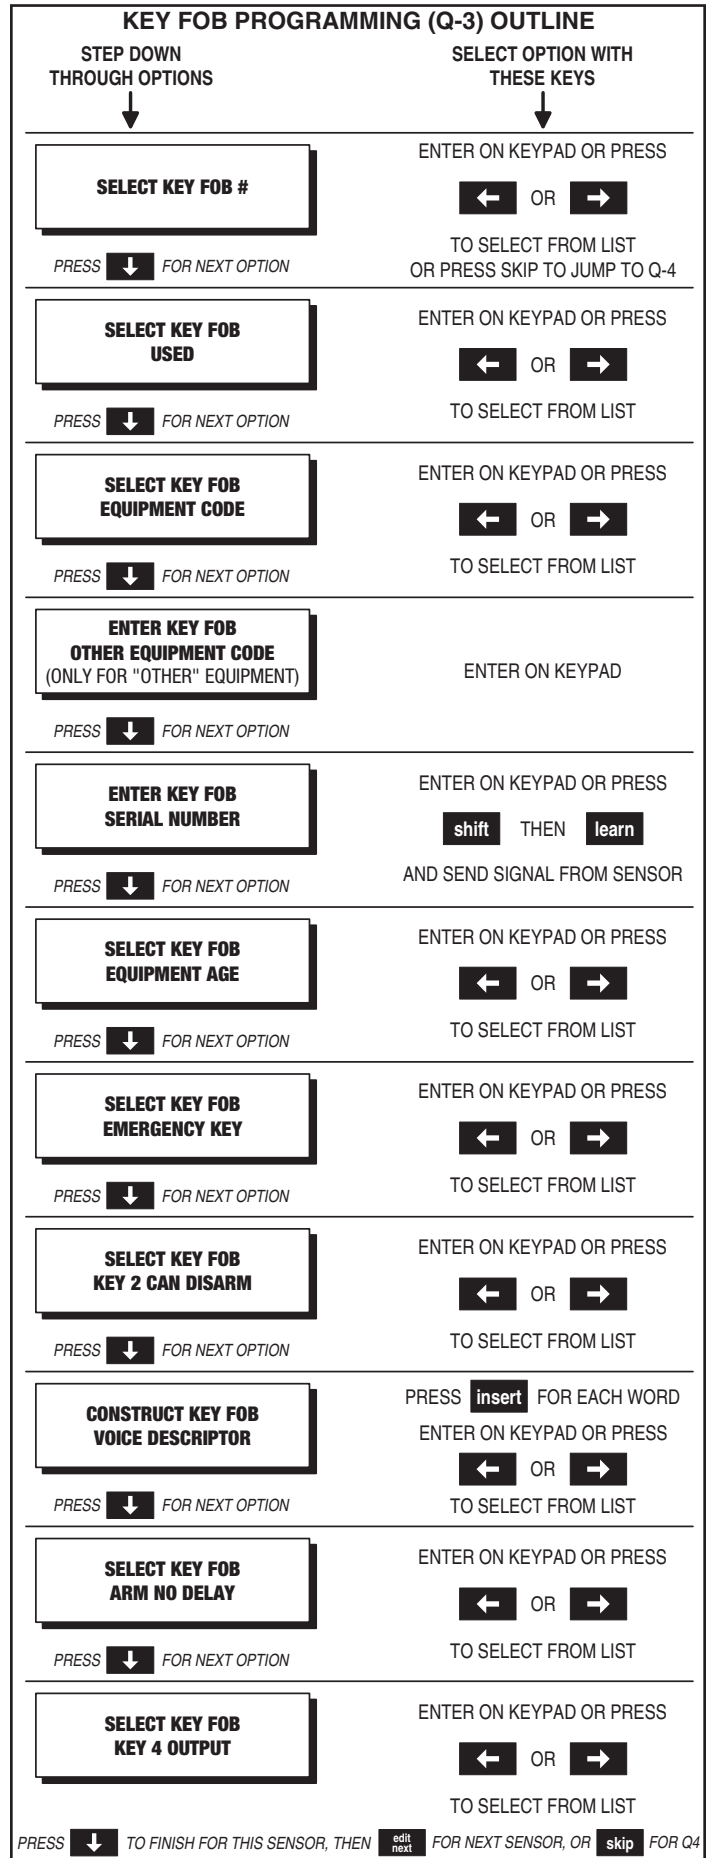 KEY FOB PROGRAMMING (Q-3) OUTLINE
STEP DOWN
THROUGH OPTIONS
SELECT OPTION WITH
THESE KEYS
SELECT KEY FOB #
PRESS ↓ FOR NEXT OPTION
ENTER ON KEYPAD OR PRESS
← OR →
TO SELECT FROM LIST
OR PRESS SKIP TO JUMP TO Q-4
SELECT KEY FOB
USED
PRESS ↓ FOR NEXT OPTION
ENTER ON KEYPAD OR PRESS
← OR →
TO SELECT FROM LIST
SELECT KEY FOB
EQUIPMENT CODE
PRESS ↓ FOR NEXT OPTION
ENTER ON KEYPAD OR PRESS
← OR →
TO SELECT FROM LIST
ENTER KEY FOB
OTHER EQUIPMENT CODE
(ONLY FOR "OTHER" EQUIPMENT)
PRESS ↓ FOR NEXT OPTION
ENTER ON KEYPAD
ENTER KEY FOB
SERIAL NUMBER
PRESS ↓ FOR NEXT OPTION
ENTER ON KEYPAD OR PRESS
shift THEN learn
AND SEND SIGNAL FROM SENSOR
SELECT KEY FOB
EQUIPMENT AGE
PRESS ↓ FOR NEXT OPTION
ENTER ON KEYPAD OR PRESS
← OR →
TO SELECT FROM LIST
SELECT KEY FOB
EMERGENCY KEY
PRESS ↓ FOR NEXT OPTION
ENTER ON KEYPAD OR PRESS
← OR →
TO SELECT FROM LIST
SELECT KEY FOB
KEY 2 CAN DISARM
PRESS ↓ FOR NEXT OPTION
ENTER ON KEYPAD OR PRESS
← OR →
TO SELECT FROM LIST
CONSTRUCT KEY FOB
VOICE DESCRIPTOR
PRESS ↓ FOR NEXT OPTION
PRESS insert FOR EACH WORD
ENTER ON KEYPAD OR PRESS
← OR →
TO SELECT FROM LIST
SELECT KEY FOB
ARM NO DELAY
PRESS ↓ FOR NEXT OPTION
ENTER ON KEYPAD OR PRESS
← OR →
TO SELECT FROM LIST
SELECT KEY FOB
KEY 4 OUTPUT
ENTER ON KEYPAD OR PRESS
← OR →
TO SELECT FROM LIST
PRESS ↓ TO FINISH FOR THIS SENSOR, THEN edit next FOR NEXT SENSOR, OR skip FOR Q4